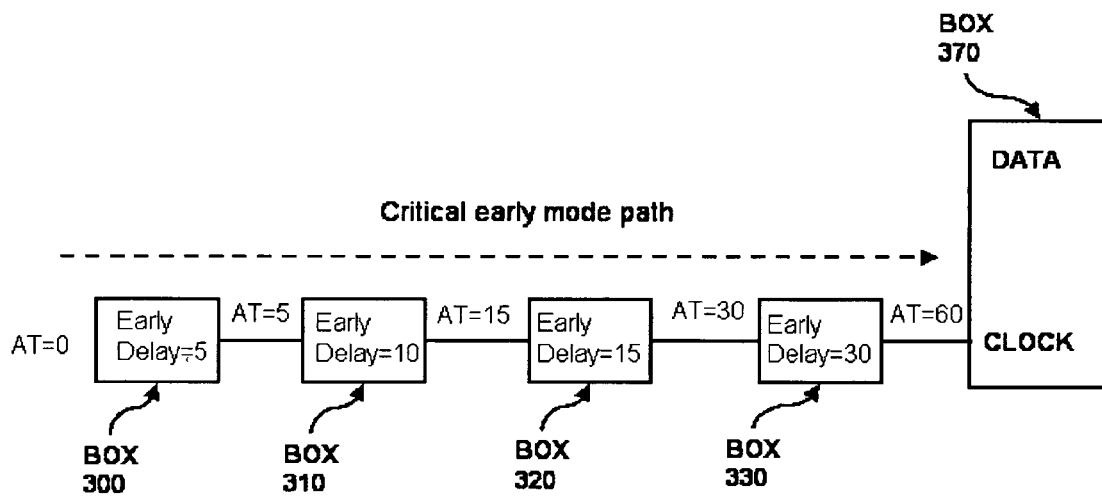 BOX
370
DATA
Critical early mode path
AT=0
Early
Delay=5
AT=5
Early
Delay=10
AT=15
Early
Delay=15
AT=30
Early
Delay=30
AT=60
CLOCK
BOX
300
BOX
310
BOX
320
BOX
330